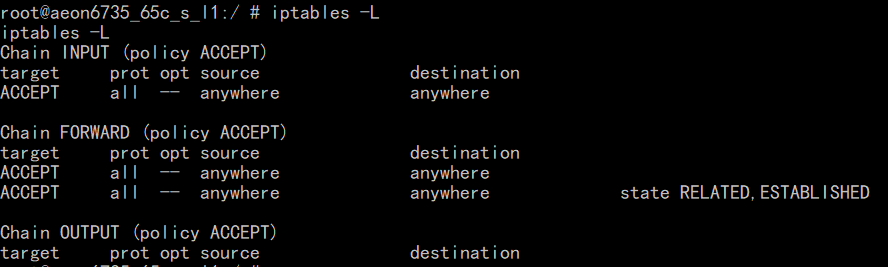 root@aeon6735_65c_s_l1:/ # iptables -L
iptables -L
Chain INPUT (policy ACCEPT)
target     prot opt source               destination
ACCEPT     all  --  anywhere             anywhere
Chain FORWARD (policy ACCEPT)
target     prot opt source               destination
ACCEPT     all  --  anywhere             anywhere
ACCEPT     all  --  anywhere             anywhere             state RELATED,ESTABLISHED
Chain OUTPUT (policy ACCEPT)
target     prot opt source               destination